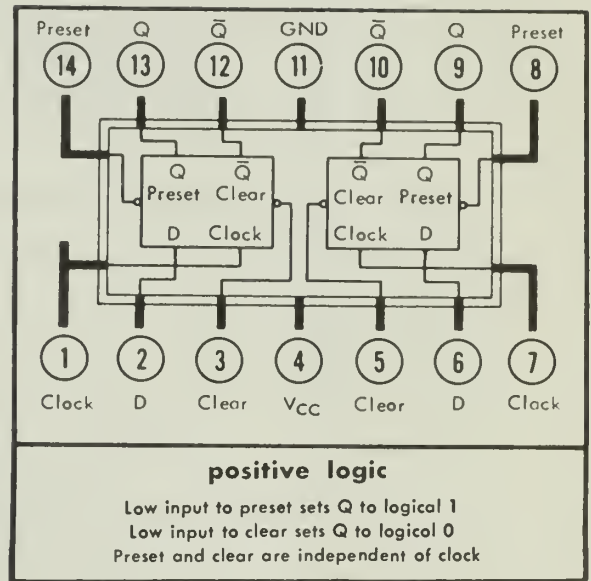 Preset Q Q̅ GND Q̅ Q Preset
14 13 12 11 10 9 8
Q Q̅ Q̅ Q
Preset Clear Clear Preset
D Clock Clock D
1 2 3 4 5 6 7
Clock D Clear VCC Clear D Clock
positive logic
Low input to preset sets Q to logical 1
Low input to clear sets Q to logical 0
Preset and clear are independent of clock